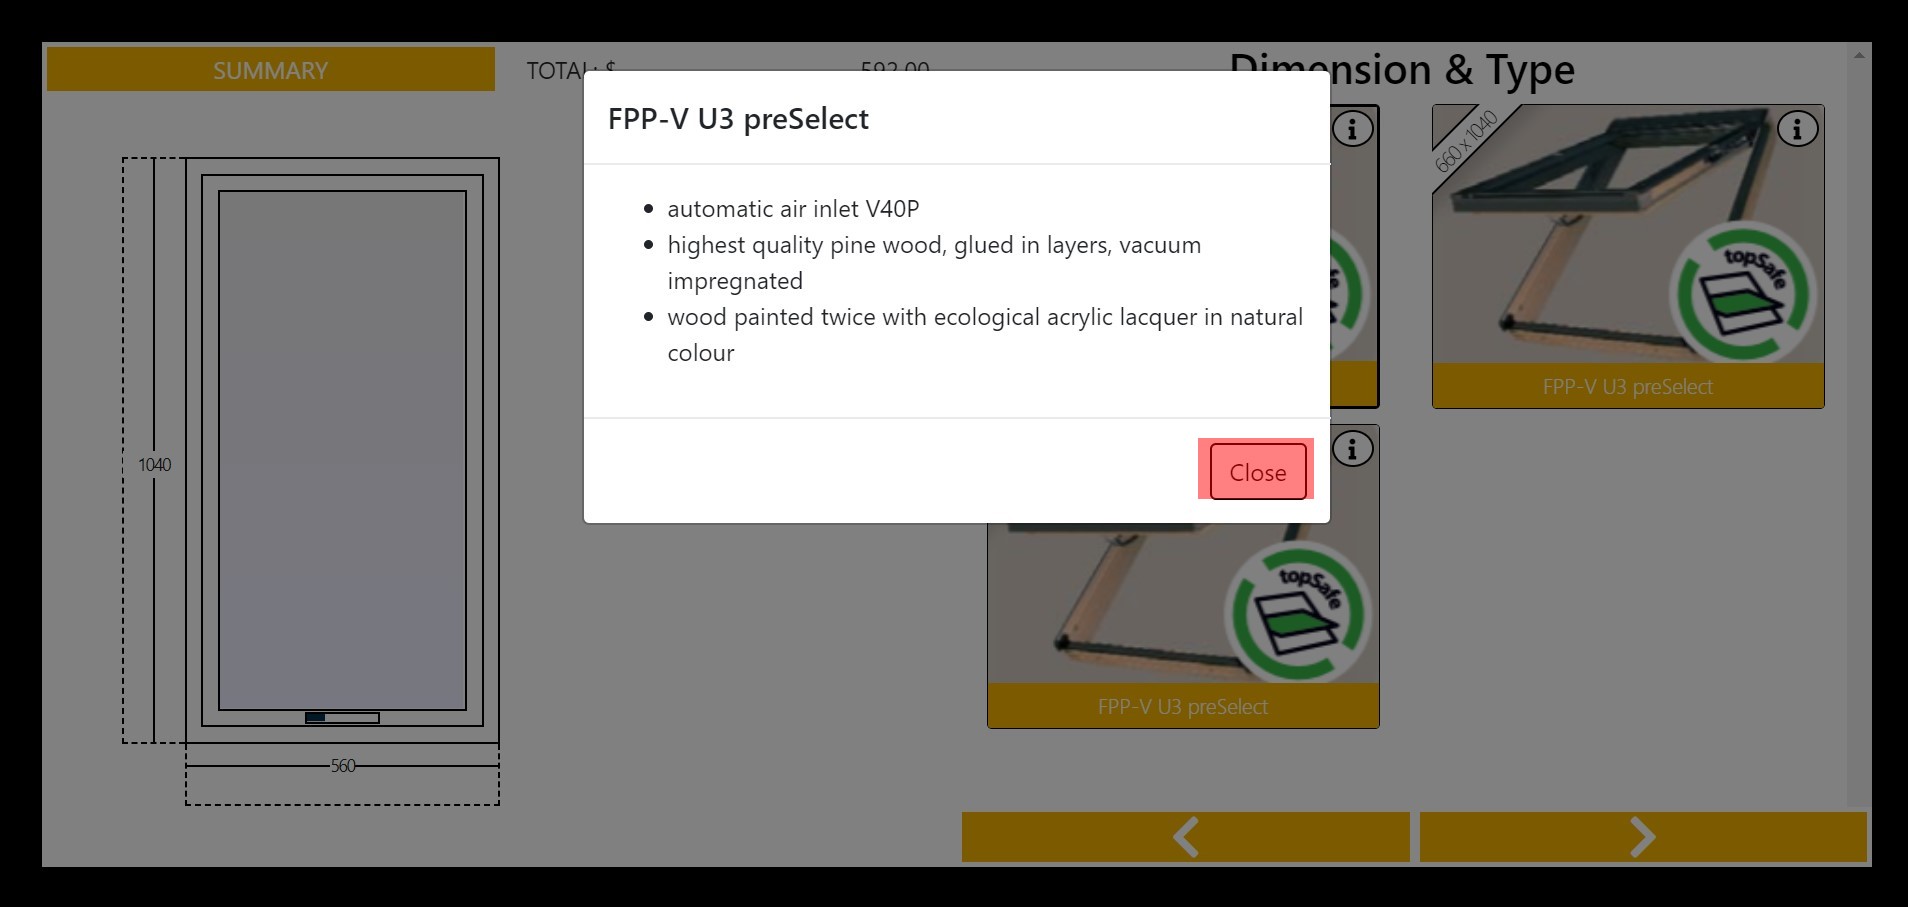 SUMMARY
TOTAL: $
592.00
Dimension & Type
FPP-V U3 preSelect
automatic air inlet V40P
highest quality pine wood, glued in layers, vacuum
impregnated
wood painted twice with ecological acrylic lacquer in natural
colour
Close
660 x 1040
topSafe
FPP-V U3 preSelect
topSafe
FPP-V U3 preSelect
1040
560